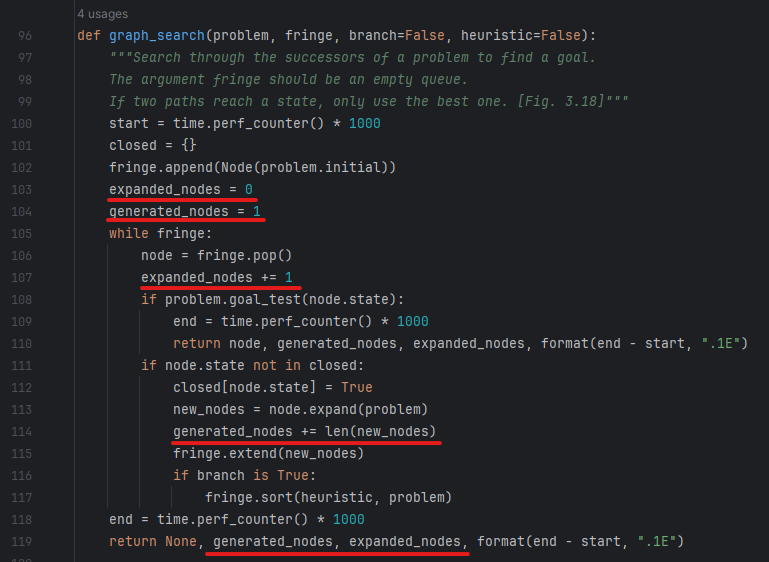 4 usages
96 def graph_search(problem, fringe, branch=False, heuristic=False):
97 """Search through the successors of a problem to find a goal.
98 The argument fringe should be an empty queue.
99 If two paths reach a state, only use the best one. [Fig. 3.18]"""
100 start = time.perf_counter() * 1000
101 closed = {}
102 fringe.append(Node(problem.initial))
103 expanded_nodes = 0
104 generated_nodes = 1
105 while fringe:
106 node = fringe.pop()
107 expanded_nodes += 1
108 if problem.goal_test(node.state):
109 end = time.perf_counter() * 1000
110 return node, generated_nodes, expanded_nodes, format(end - start, ".1E")
111 if node.state not in closed:
112 closed[node.state] = True
113 new_nodes = node.expand(problem)
114 generated_nodes += len(new_nodes)
115 fringe.extend(new_nodes)
116 if branch is True:
117 fringe.sort(heuristic, problem)
118 end = time.perf_counter() * 1000
119 return None, generated_nodes, expanded_nodes, format(end - start, ".1E")